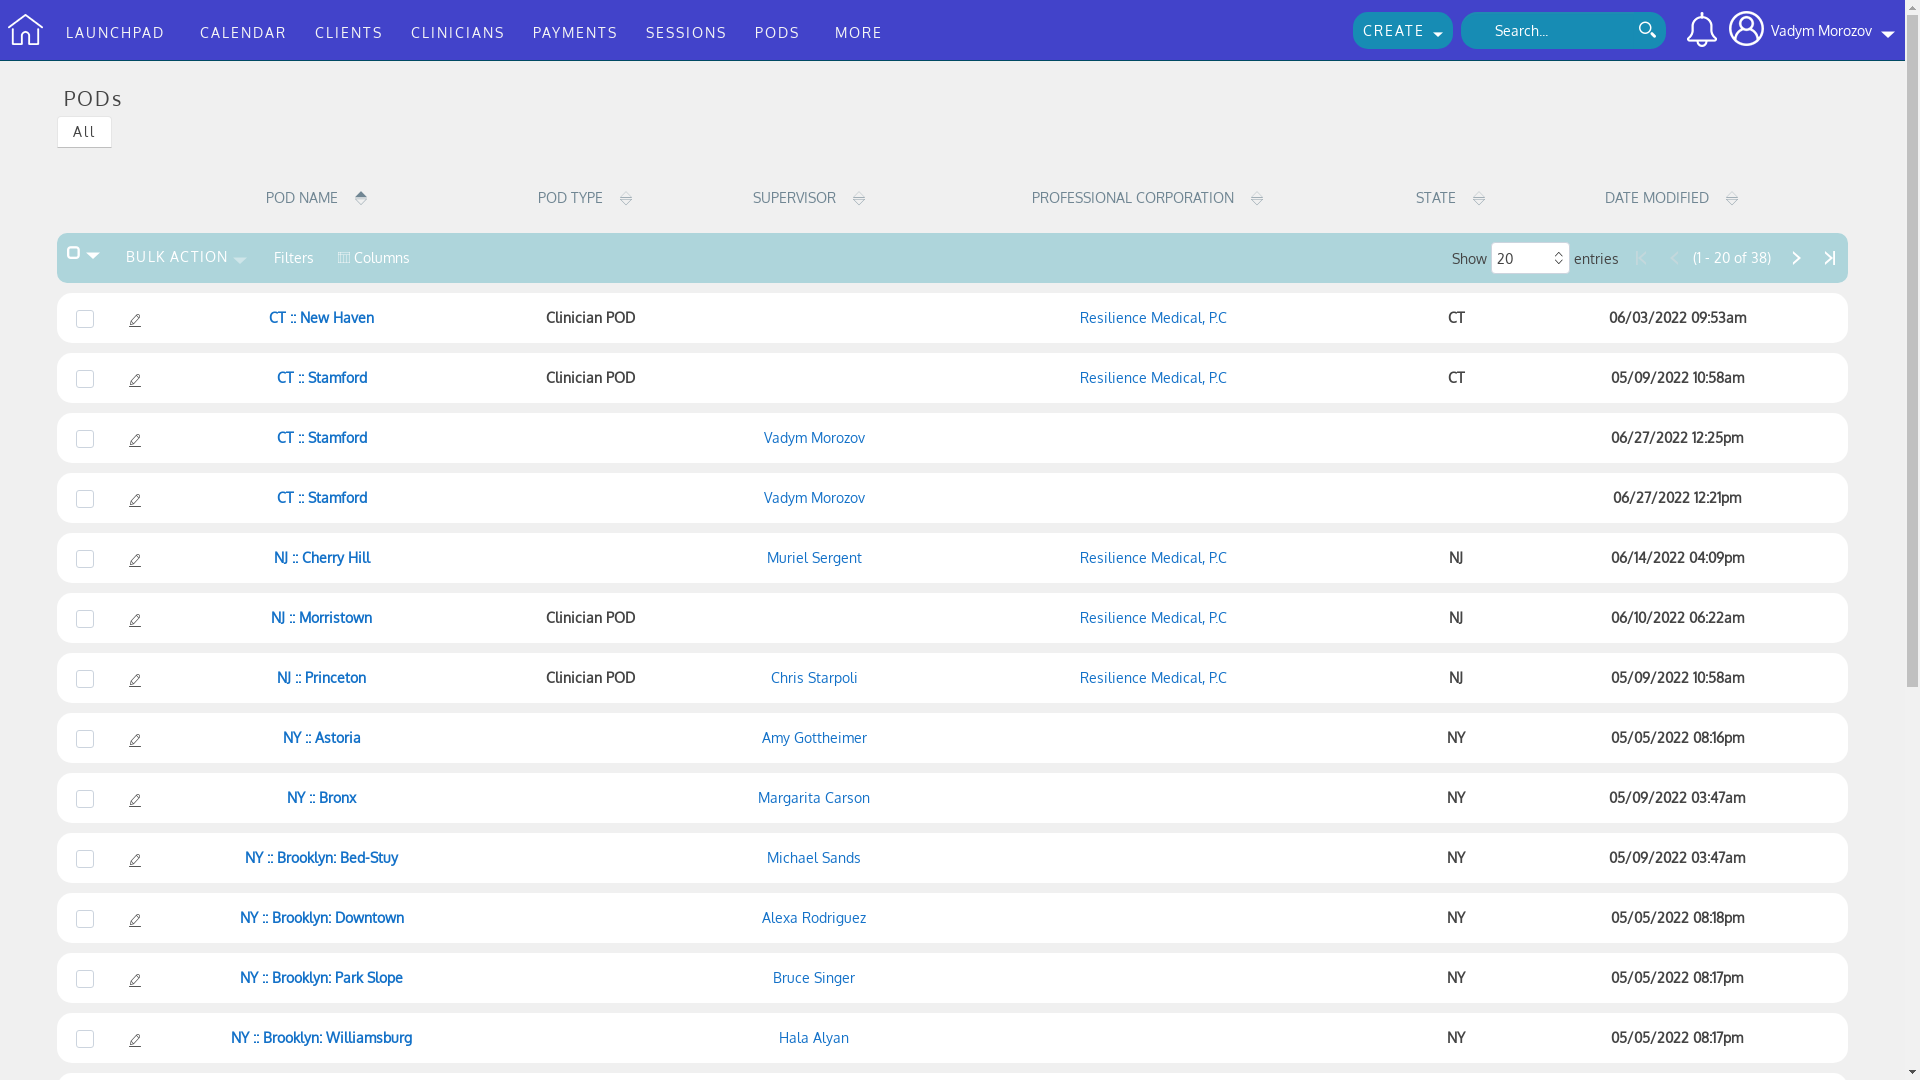 LAUNCHPAD CALENDAR CLIENTS CLINICIANS PAYMENTS SESSIONS PODS MORE CREATE Search... Vadym Morozov
PODs
All
POD NAME POD TYPE SUPERVISOR PROFESSIONAL CORPORATION STATE DATE MODIFIED
BULK ACTION Filters Columns Show 20 entries (1 - 20 of 38)
CT :: New Haven Clinician POD Resilience Medical, P.C CT 06/03/2022 09:53am
CT :: Stamford Clinician POD Resilience Medical, P.C CT 05/09/2022 10:58am
CT :: Stamford Vadym Morozov 06/27/2022 12:25pm
CT :: Stamford Vadym Morozov 06/27/2022 12:21pm
NJ :: Cherry Hill Muriel Sergent Resilience Medical, P.C NJ 06/14/2022 04:09pm
NJ :: Morristown Clinician POD Resilience Medical, P.C NJ 06/10/2022 06:22am
NJ :: Princeton Clinician POD Chris Starpoli Resilience Medical, P.C NJ 05/09/2022 10:58am
NY :: Astoria Amy Gottheimer NY 05/05/2022 08:16pm
NY :: Bronx Margarita Carson NY 05/09/2022 03:47am
NY :: Brooklyn: Bed-Stuy Michael Sands NY 05/09/2022 03:47am
NY :: Brooklyn: Downtown Alexa Rodriguez NY 05/05/2022 08:18pm
NY :: Brooklyn: Park Slope Bruce Singer NY 05/05/2022 08:17pm
NY :: Brooklyn: Williamsburg Hala Alyan NY 05/05/2022 08:17pm